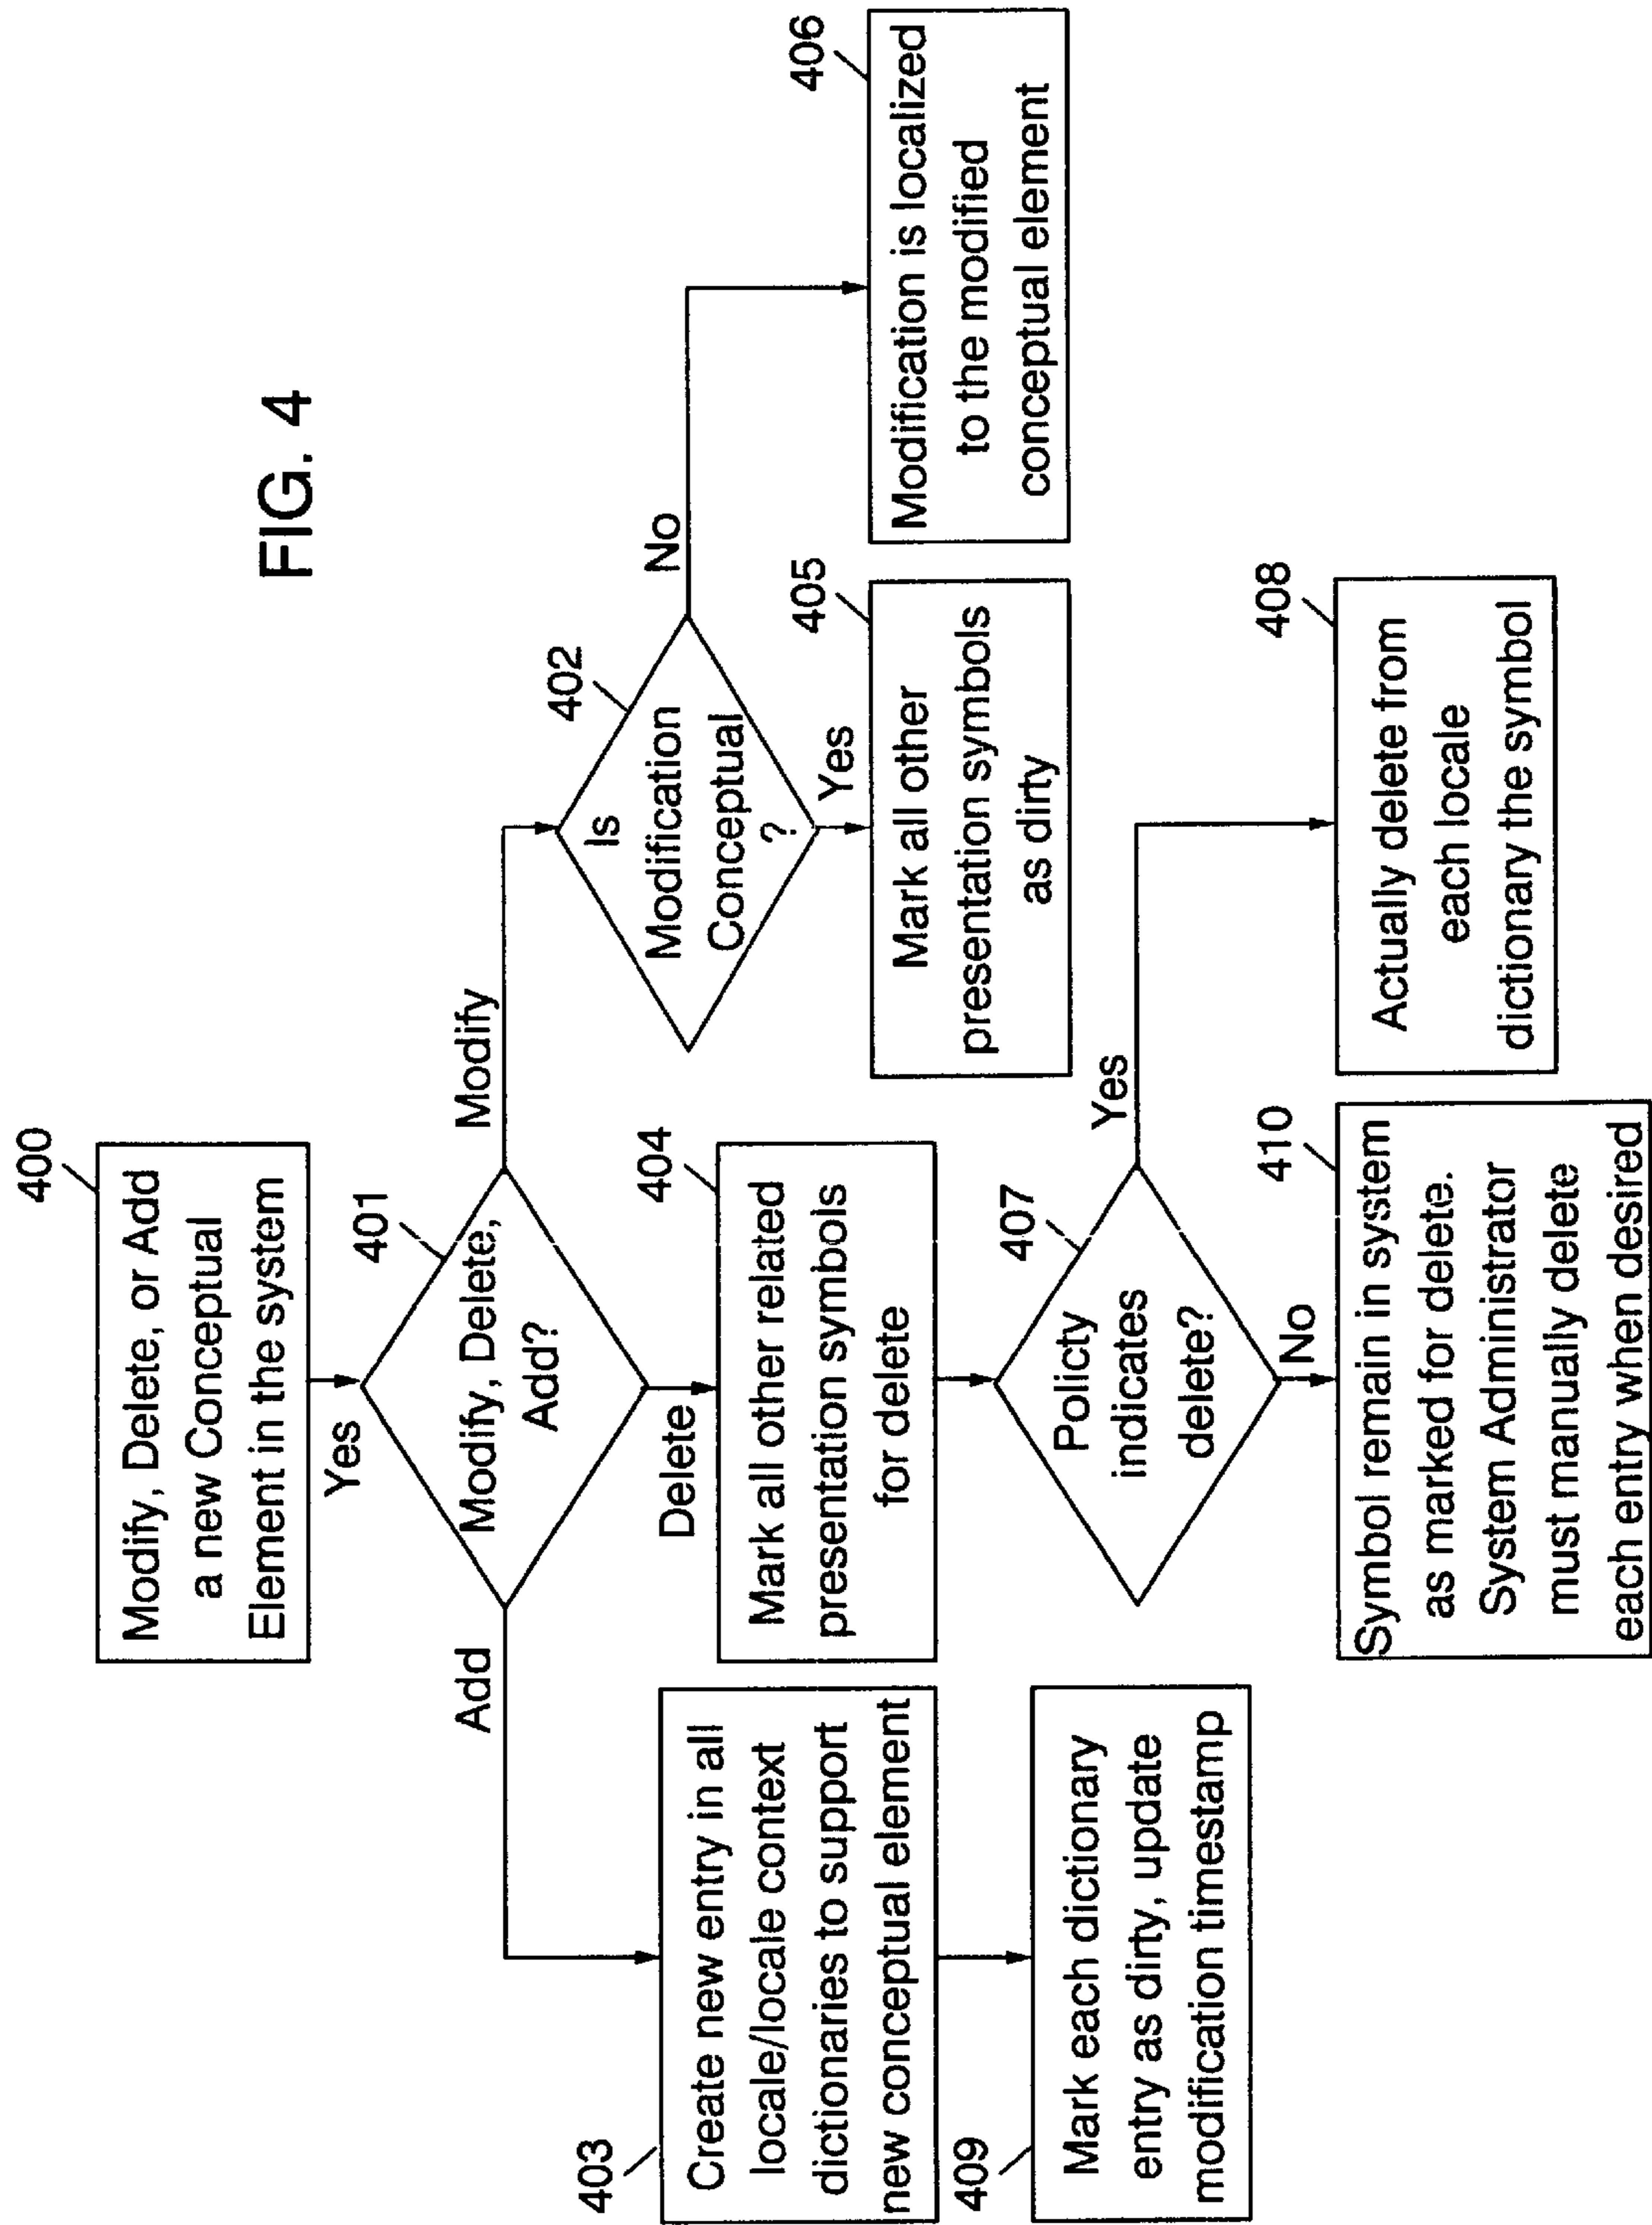 FIG. 4
400
Modify, Delete, or Add
a new Conceptual
Element in the system
Yes
401
Modify, Delete,
Add?
Add
Delete
Modify
402
Is
Modification
Conceptual
?
No
Yes
403
Create new entry in all
locale/locale context
dictionaries to support
new conceptual element
404
Mark all other related
presentation symbols
for delete
405
Mark all other
presentation symbols
as dirty
406
Modification is localized
to the modified
conceptual element
409
Mark each dictionary
entry as dirty, update
modification timestamp
407
Policty
indicates
delete?
Yes
No
410
Symbol remain in system
as marked for delete.
System Administrator
must manually delete
each entry when desired
408
Actually delete from
each locale
dictionary the symbol